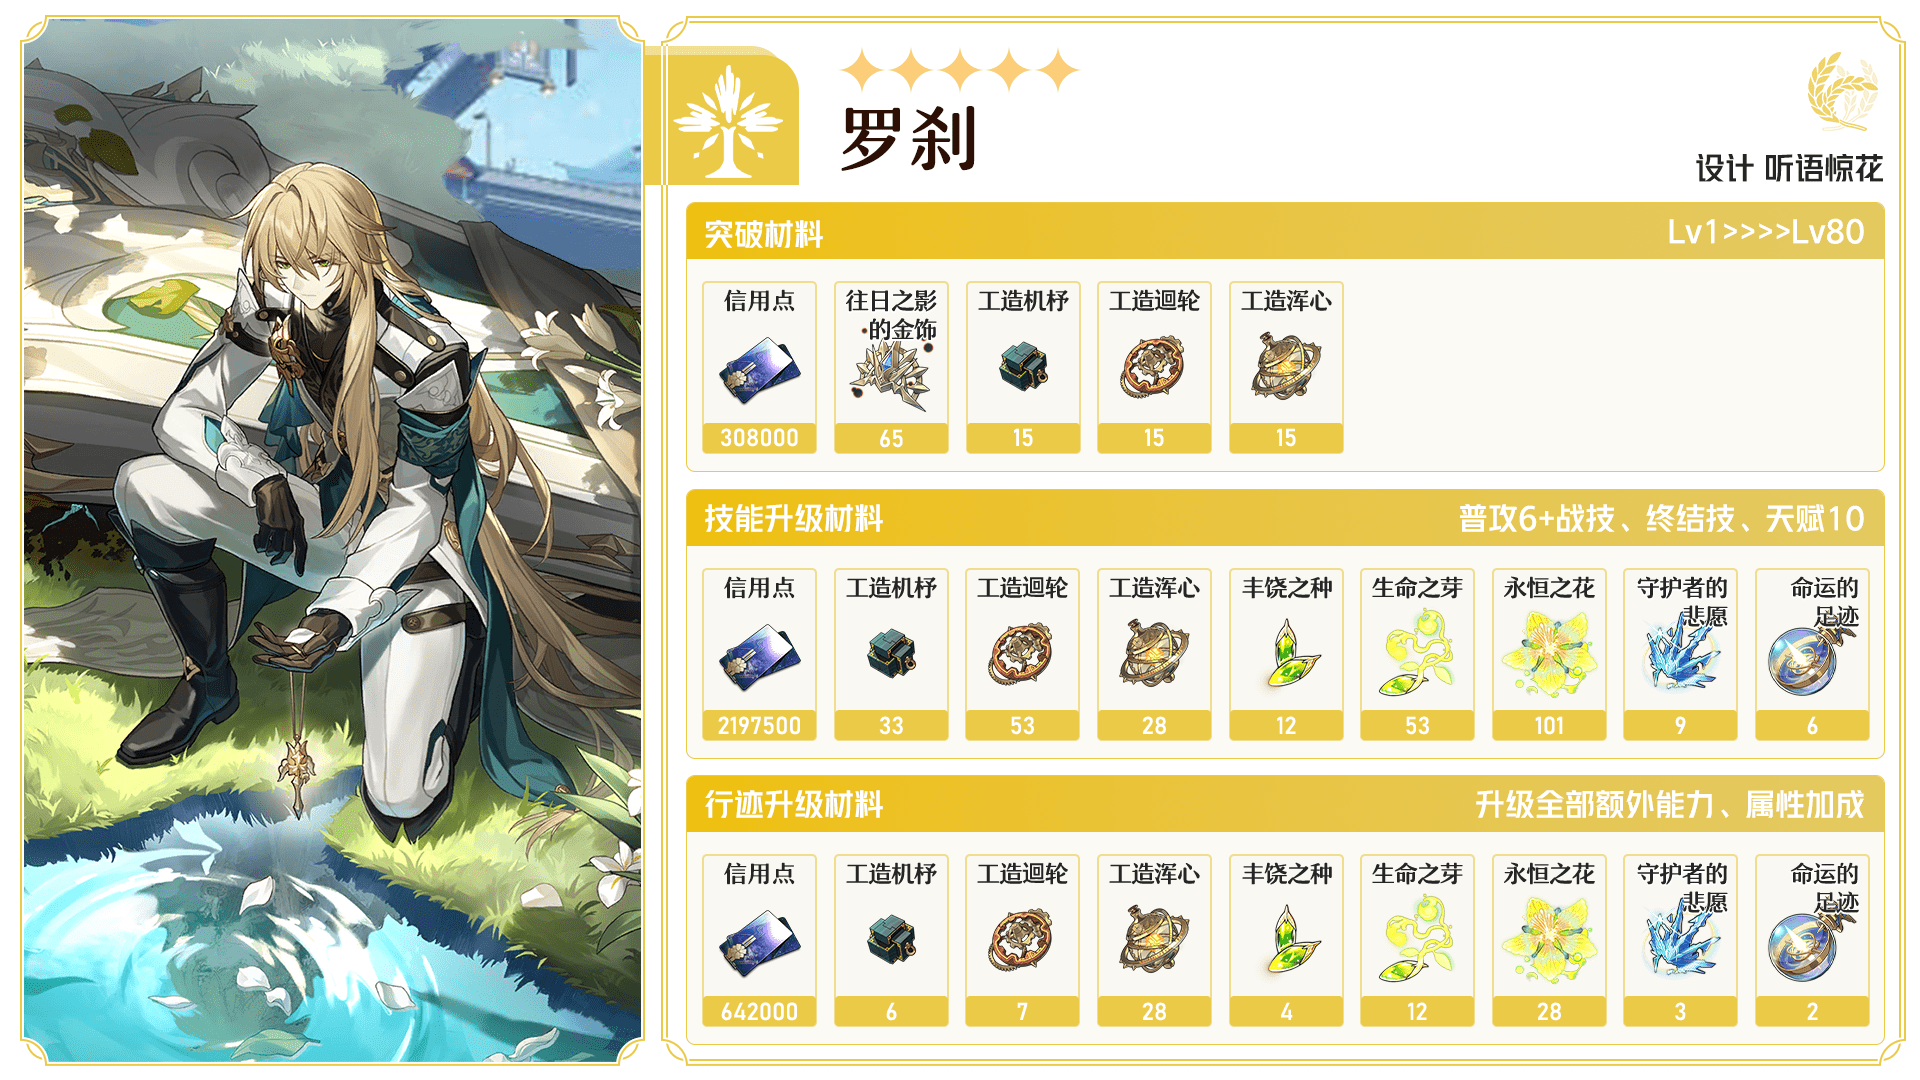 罗刹
设计 听语惊花
突破材料
Lv1>>>>Lv80
信用点
往日之影
的金饰
工造机杼
工造迴轮
工造浑心
308000
65
15
15
15
技能升级材料
普攻6+战技、终结技、天赋10
信用点
工造机杼
工造迴轮
工造浑心
丰饶之种
生命之芽
永恒之花
守护者的
悲愿
命运的
足迹
2197500
33
53
28
12
53
101
9
6
行迹升级材料
升级全部额外能力、属性加成
信用点
工造机杼
工造迴轮
工造浑心
丰饶之种
生命之芽
永恒之花
守护者的
悲愿
命运的
足迹
642000
6
7
28
4
12
28
3
2